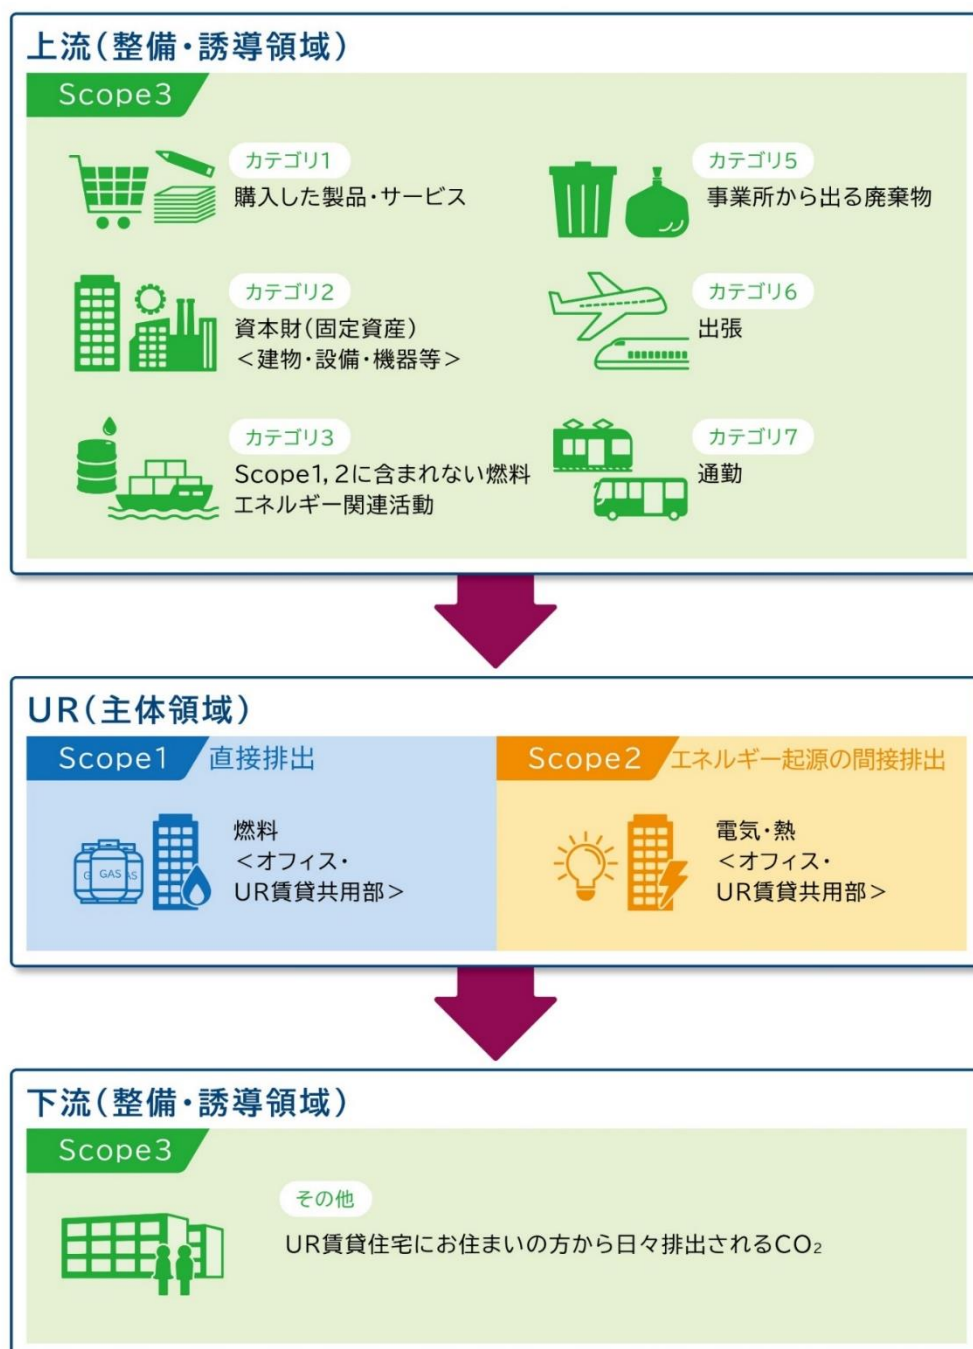 上流(整備・誘導領域)
Scope3
カテゴリ1
購入した製品・サービス
カテゴリ2
資本財(固定資産)
<建物・設備・機器等>
カテゴリ3
Scope1,2に含まれない燃料
エネルギー関連活動
カテゴリ5
事業所から出る廃棄物
カテゴリ6
出張
カテゴリ7
通勤
UR(主体領域)
Scope1 直接排出
GAS GAS GAS
燃料
<オフィス・
UR賃貸共用部>
Scope2 エネルギー起源の間接排出
電気・熱
<オフィス・
UR賃貸共用部>
下流(整備・誘導領域)
Scope3
その他
UR賃貸住宅にお住まいの方から日々排出されるCO₂